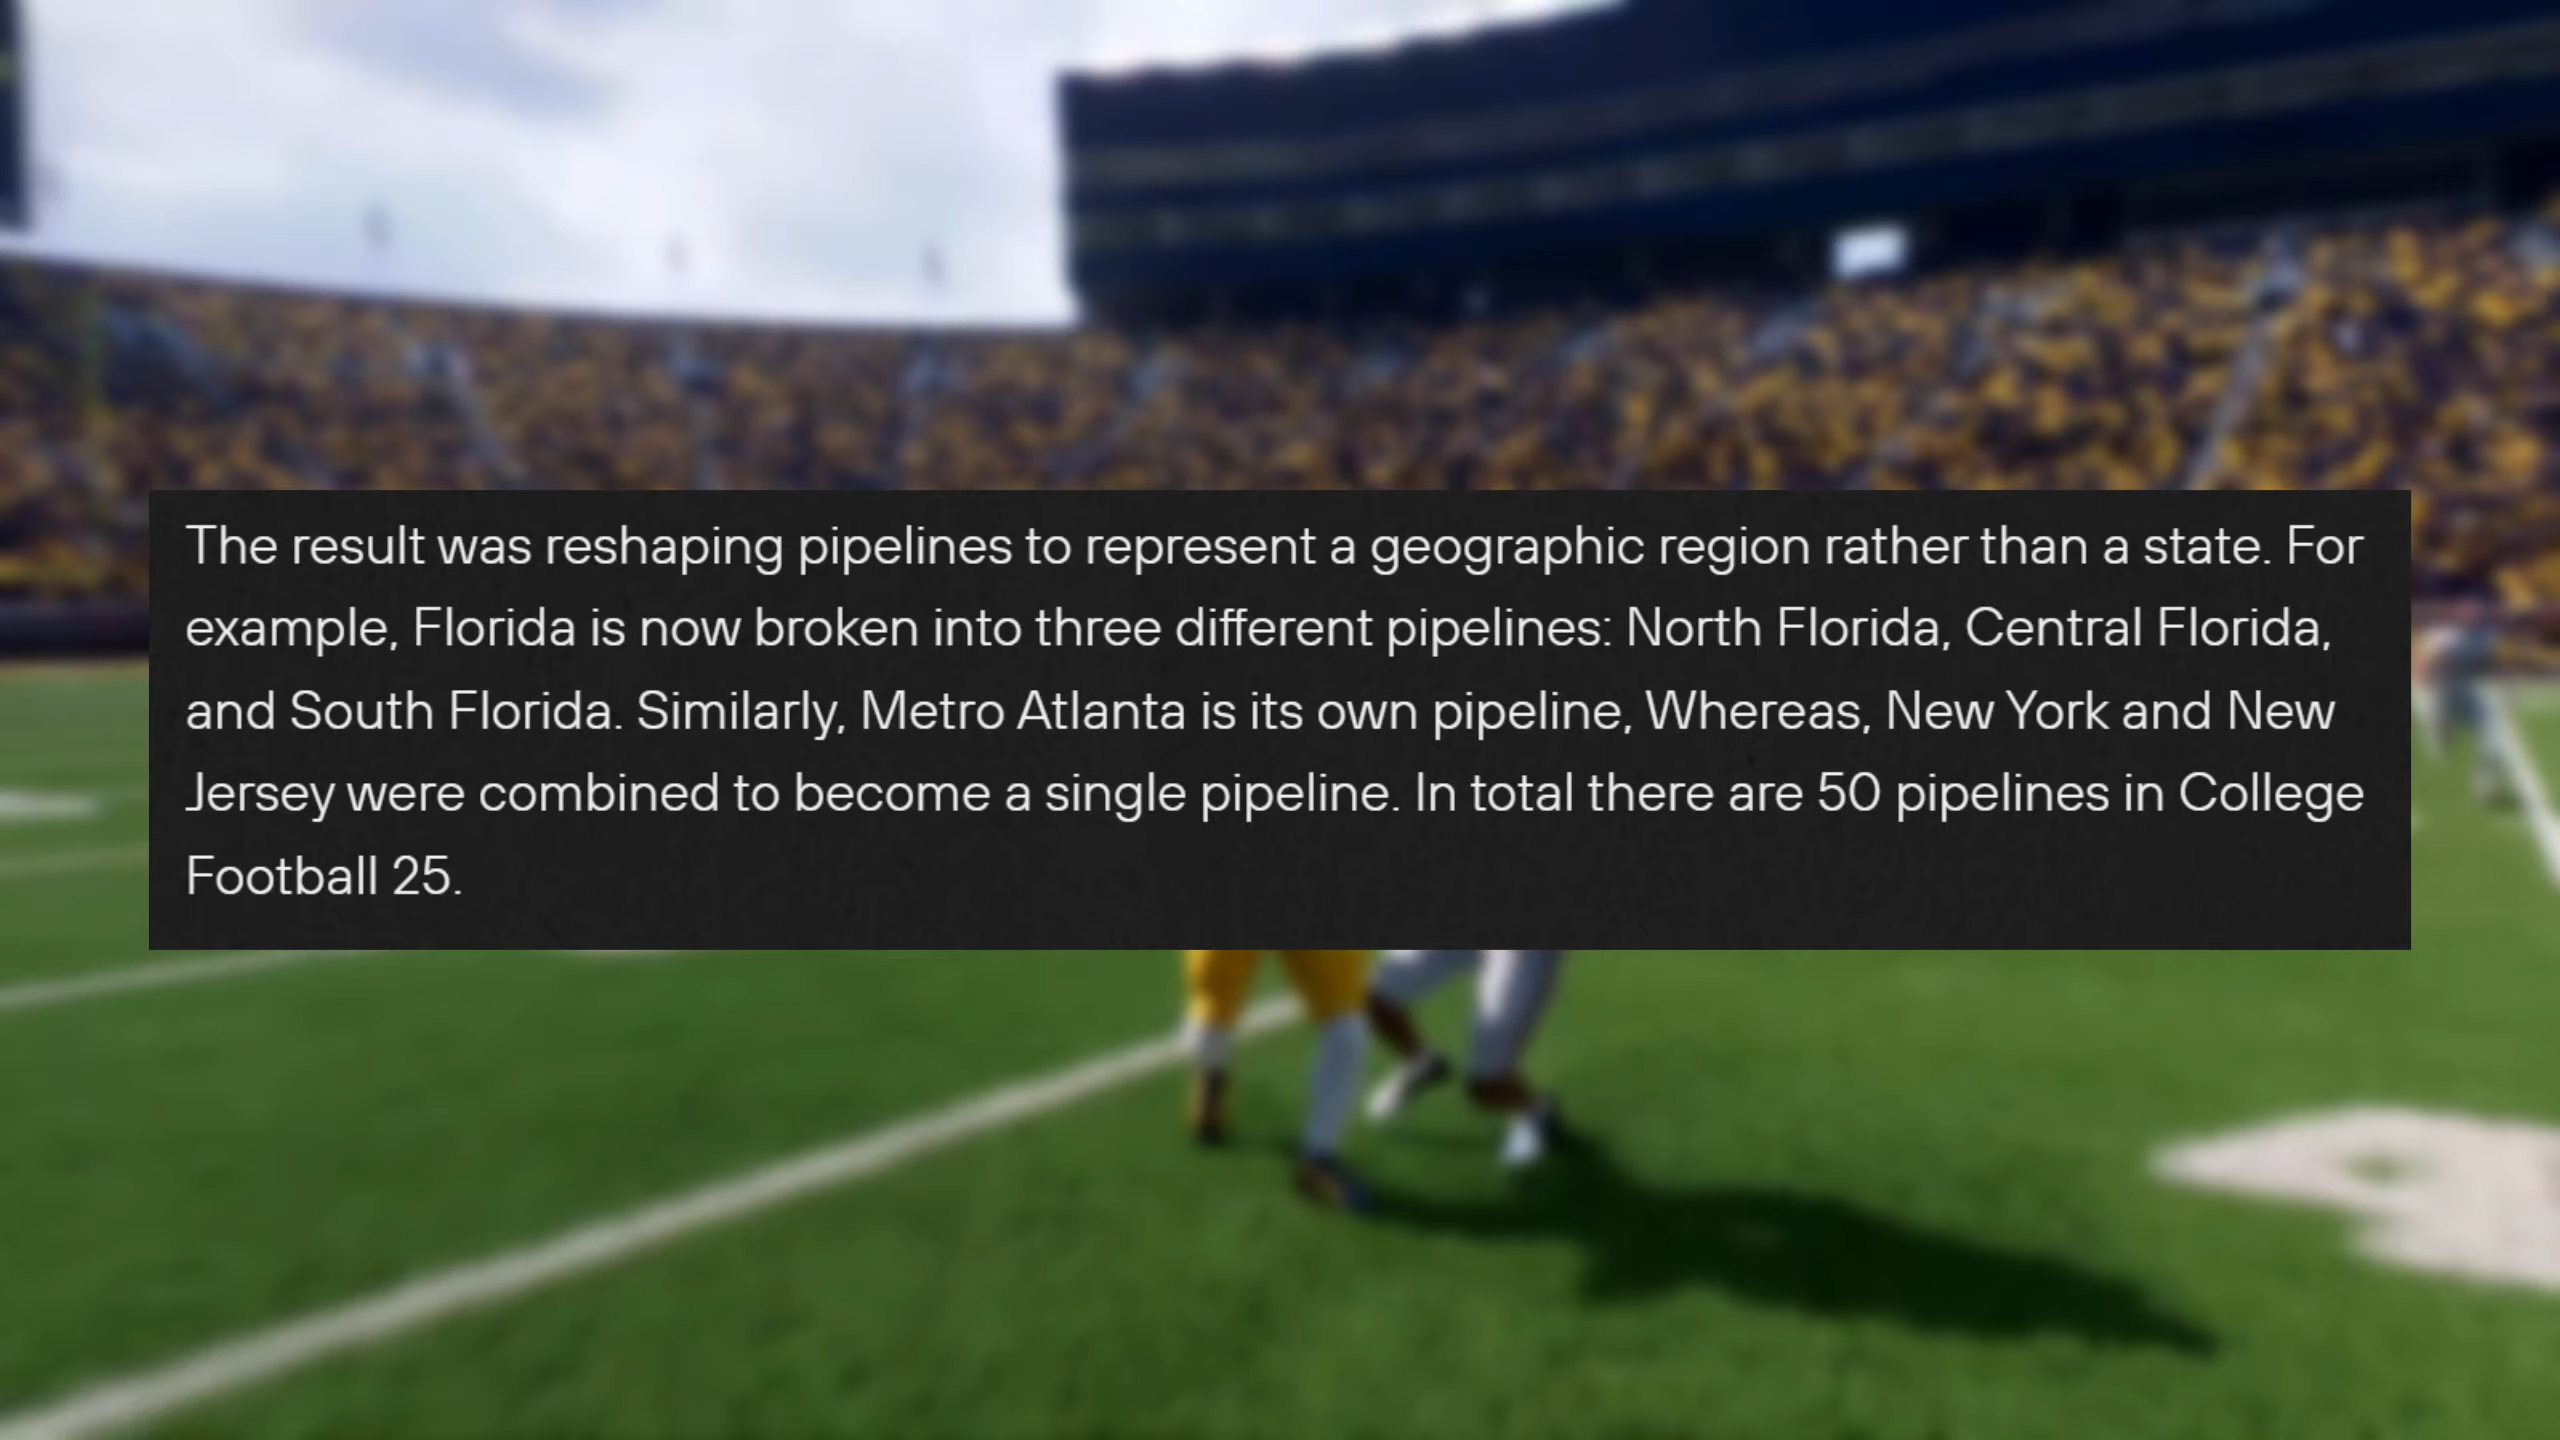 The result was reshaping pipelines to represent a geographic region rather than a state. For
example, Florida is now broken into three different pipelines: North Florida, Central Florida,
and South Florida. Similarly, Metro Atlanta is its own pipeline, Whereas, New York and New
Jersey were combined to become a single pipeline. In total there are 50 pipelines in College
Football 25.